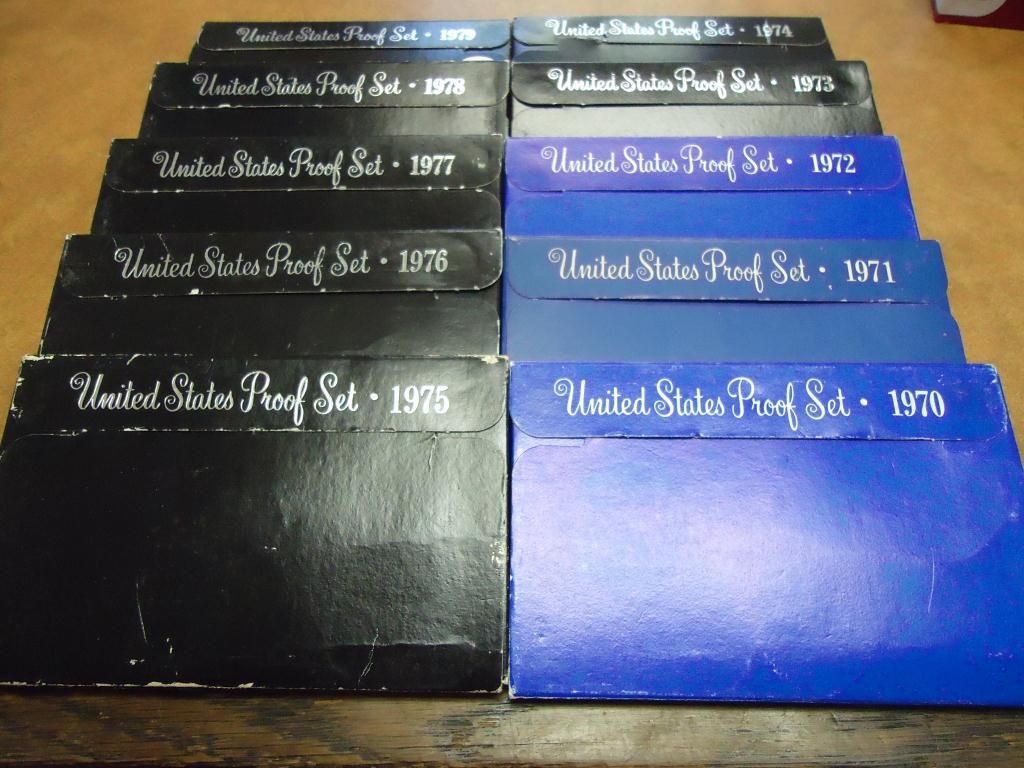 United States Proof Set · 1979
United States Proof Set · 1978
United States Proof Set · 1977
United States Proof Set · 1976
United States Proof Set · 1975
United States Proof Set · 1974
United States Proof Set · 1973
United States Proof Set · 1972
United States Proof Set · 1971
United States Proof Set · 1970